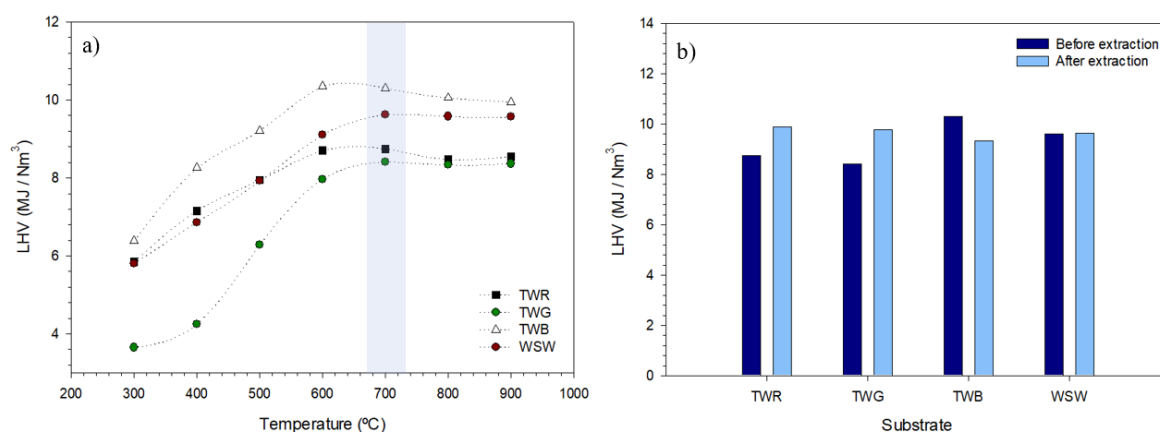 a)
12
10
8
6
4
LHV (MJ / Nm³)
200 300 400 500 600 700 800 900 1000
Temperature (ºC)
TWR
TWG
TWB
WSW
b)
14
12
10
8
6
4
2
0
LHV (MJ / Nm³)
Before extraction
After extraction
TWR TWG TWB WSW
Substrate